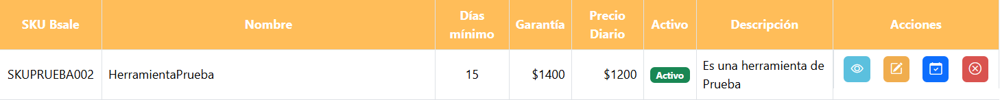 SKU Bsale
Nombre
Días
mínimo
Garantía
Precio
Diario
Activo
Descripción
Acciones
SKUPRUEBA002
HerramientaPrueba
15
$1400
$1200
Activo
Es una herramienta de
Prueba